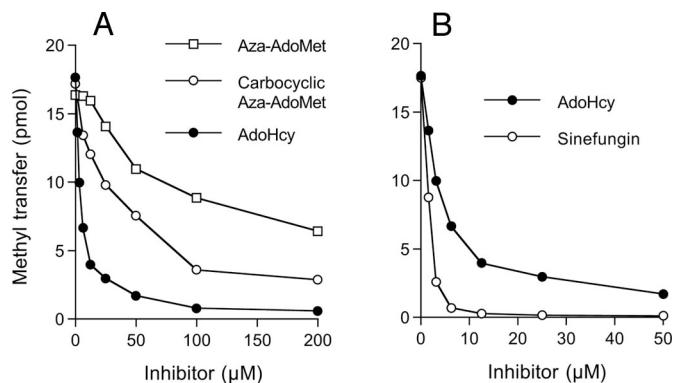 A
20
15
10
5
0
Methyl transfer (pmol)
Aza-AdoMet
Carbocyclic
Aza-AdoMet
AdoHcy
0 50 100 150 200
Inhibitor (µM)
B
20
15
10
5
0
AdoHcy
Sinefungin
0 10 20 30 40 50
Inhibitor (µM)